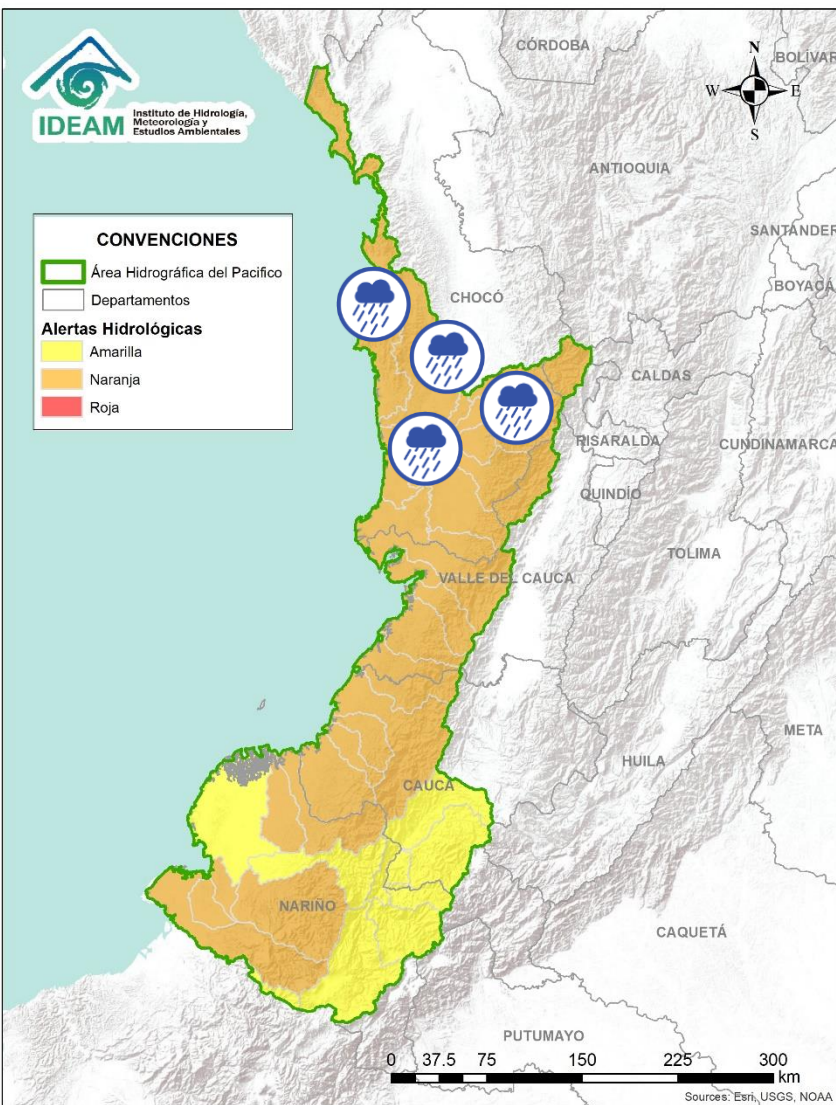 IDEAM
Instituto de Hidrología,
Meteorología y
Estudios Ambientales
CÓRDOBA
BOLÍVAR
N
W
E
S
ANTIOQUIA
SANTANDER
BOYACÁ
CONVENCIONES
Área Hidrográfica del Pacifico
Departamentos
Alertas Hidrológicas
Amarilla
Naranja
Roja
CHOCÓ
CALDAS
RISARALDA
CUNDINAMARCA
QUINDÍO
TOLIMA
VALLE DEL CAUCA
META
HUILA
CAUCA
NARIÑO
CAQUETÁ
PUTUMAYO
0 37.5 75 150 225 300
km
Sources: Esri, USGS, NOAA